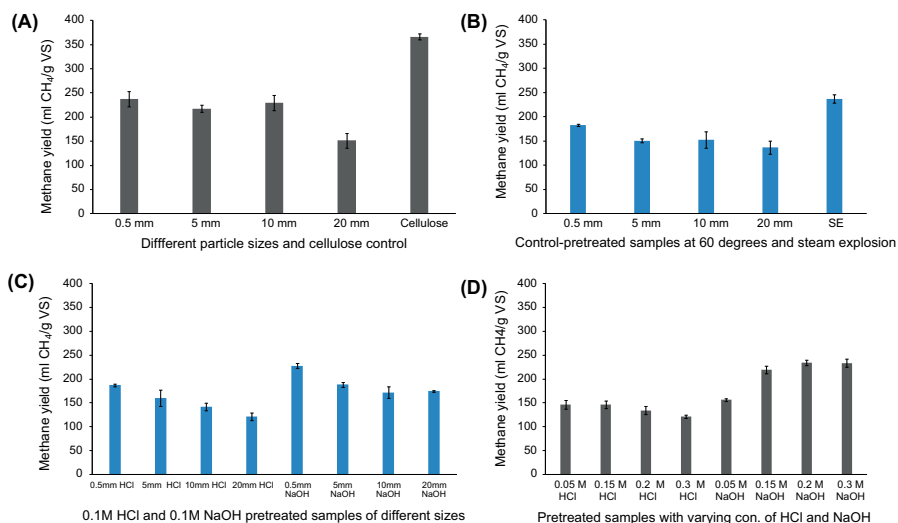 (A)
Methane yield (ml CH₄/g VS)
400
350
300
250
200
150
100
50
0
0.5 mm 5 mm 10 mm 20 mm Cellulose
Diffferent particle sizes and cellulose control
(B)
Methane yield (ml CH₄/g VS)
400
350
300
250
200
150
100
50
0
0.5 mm 5 mm 10 mm 20 mm SE
Control-pretreated samples at 60 degrees and steam explosion
(C)
Methane yield (ml CH₄/g VS)
400
350
300
250
200
150
100
50
0
0.5mm HCl 5mm HCl 10mm HCl 20mm HCl 0.5mm 5mm 10mm 20mm
NaOH NaOH NaOH NaOH
0.1M HCl and 0.1M NaOH pretreated samples of different sizes
(D)
Methane yield (ml CH4/g VS)
400
350
300
250
200
150
100
50
0
0.05 M 0.15 M 0.2 M 0.3 M 0.05 M 0.15 M 0.2 M 0.3 M
HCl HCl HCl HCl NaOH NaOH NaOH NaOH
Pretreated samples with varying con. of HCl and NaOH